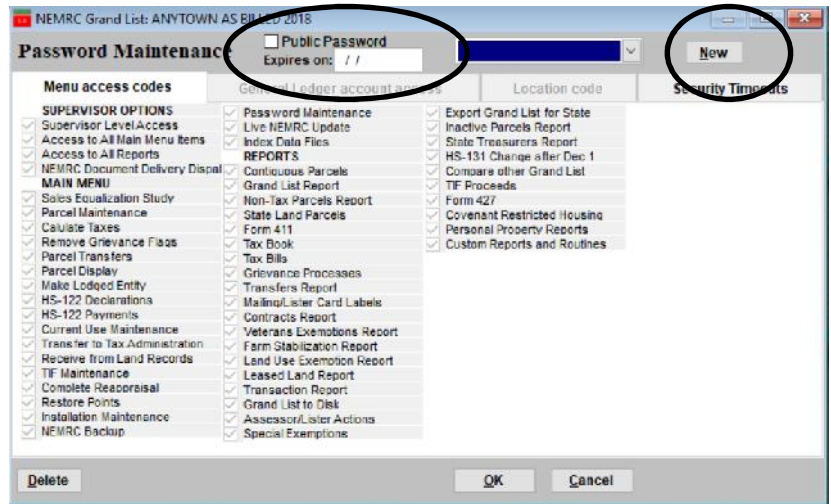 NEMRC Grand List: ANYTOWN AS BILLED 2018
Password Maintenance
Public Password
Expires on: / /
New
Menu access codes
General Ledger account access
Location code
Security Timeouts
SUPERVISOR OPTIONS
Supervisor Level Access
Access to All Main Menu Items
Access to All Reports
NEMRC Document Delivery Dispal
MAIN MENU
Sales Equalization Study
Parcel Maintenance
Calulate Taxes
Remove Grievance Flags
Parcel Transfers
Parcel Display
Make Lodged Entity
HS-122 Declarations
HS-122 Payments
Current Use Maintenance
Transfer to Tax Administration
Receive from Land Records
TIF Maintenance
Complete Reappraisal
Restore Points
Installation Maintenance
NEMRC Backup
Password Maintenance
Live NEMRC Update
Index Data Files
REPORTS
Contiguous Parcels
Grand List Report
Non-Tax Parcels Report
State Land Parcels
Form 411
Tax Book
Tax Bills
Grievance Processes
Transfers Report
Mailing/Lister Card Labels
Contracts Report
Veterans Exemptions Report
Farm Stabilization Report
Land Use Exemption Report
Leased Land Report
Transaction Report
Grand List to Disk
Assessor/Lister Actions
Special Exemptions
Export Grand List for State
Inactive Parcels Report
State Treasurers Report
HS-131 Change after Dec 1
Compare other Grand List
TIF Proceeds
Form 427
Covenant Restricted Housing
Personal Property Reports
Custom Reports and Routines
Delete
OK
Cancel